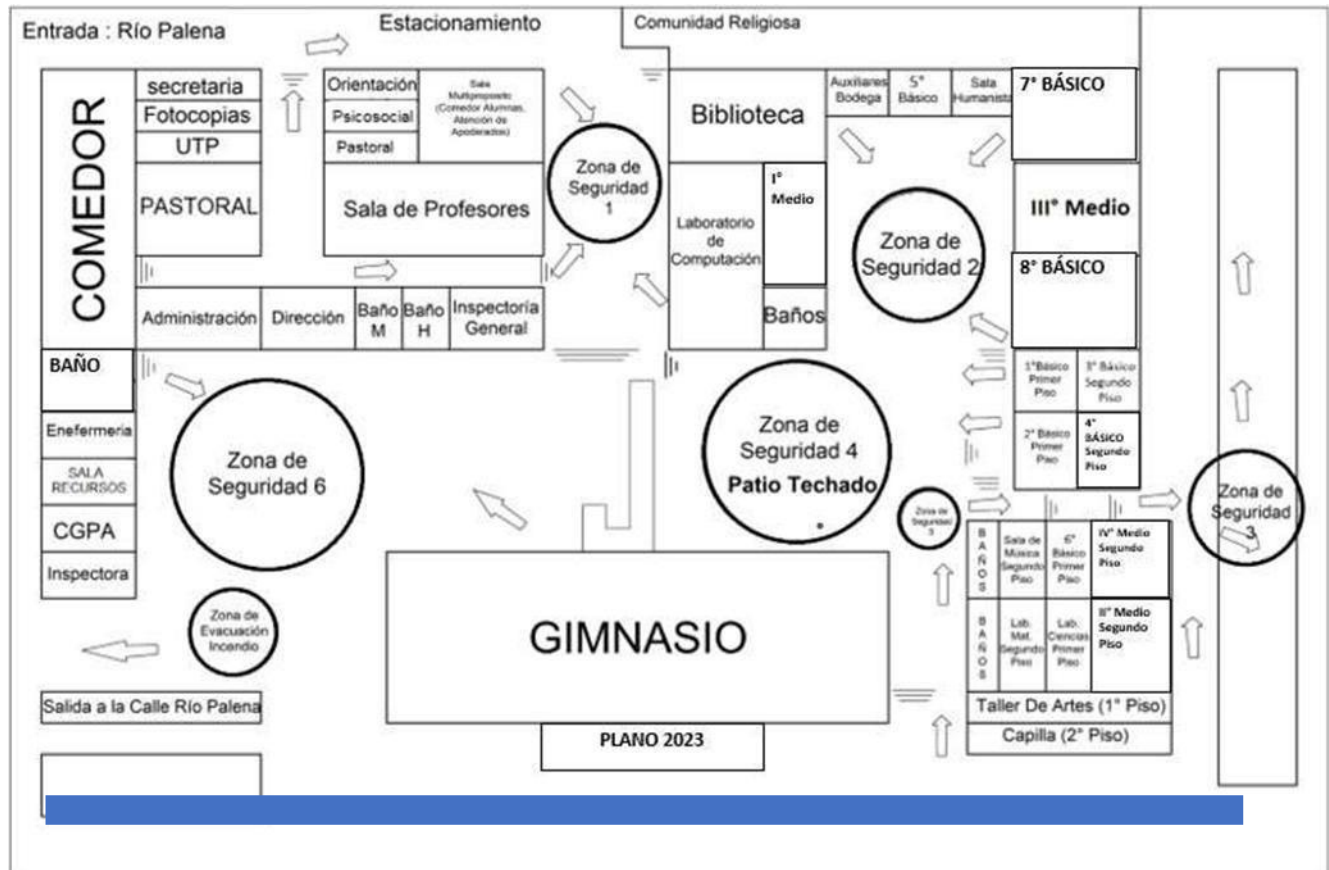 Entrada : Río Palena
Estacionamiento
Comunidad Religiosa
COMEDOR
secretaria
Fotocopias
UTP
PASTORAL
Orientación
Psicosocial
Pastoral
Sala
Multiproposito
(Comedor Alumnas,
Atención de
Apoderados)
Sala de Profesores
Zona de
Seguridad
1
Biblioteca
Auxiliares
Bodega
5°
Básico
Sala
Humanista
7° BÁSICO
I°
Medio
Laboratorio
de
Computación
Baños
Zona de
Seguridad 2
III° Medio
8° BÁSICO
Administración
Dirección
Baño
M
Baño
H
Inspectoría
General
BAÑO
Enefermeria
SALA
RECURSOS
CGPA
Inspectora
Zona de
Seguridad 6
Zona de
Seguridad 4
Patio Techado
1°Básico
Primer
Piso
3°Básico
Segundo
Piso
2° Básico
Primer
Piso
4°
BÁSICO
Segundo
Piso
Zona de
Seguridad
Zona de
Seguridad
3
BAÑOS
Sala de
Música
Segundo
Piso
6°
Básico
Primer
Piso
IV° Medio
Segundo
Piso
BAÑOS
Lab.
Mat.
Segundo
Piso
Lab.
Ciencias
Primer
Piso
II° Medio
Segundo
Piso
Taller De Artes (1° Piso)
Capilla (2° Piso)
Zona de
Evacuación
Incendio
GIMNASIO
Salida a la Calle Río Palena
PLANO 2023